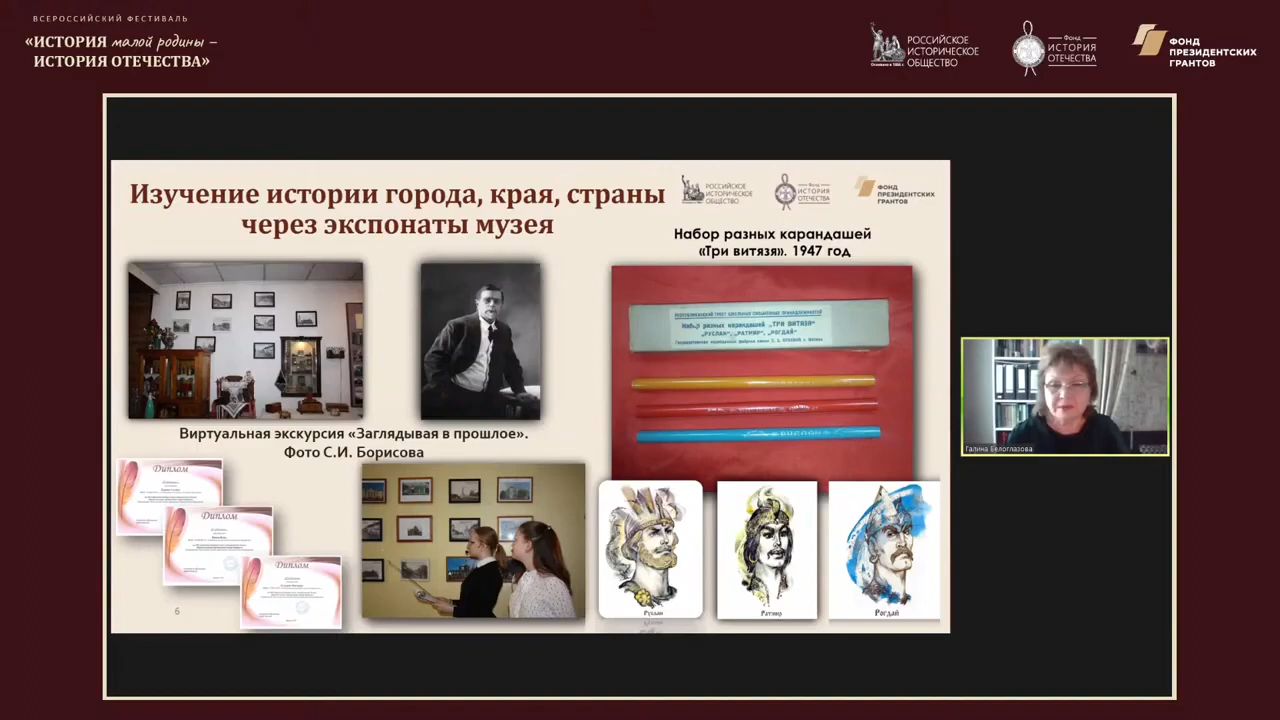 ВСЕРОССИЙСКИЙ ФЕСТИВАЛЬ
«ИСТОРИЯ малой родины –
ИСТОРИЯ ОТЕЧЕСТВА»
РОССИЙСКОЕ
ИСТОРИЧЕСКОЕ
ОБЩЕСТВО
Фонд
ИСТОРИЯ
ОТЕЧЕСТВА
ФОНД
ПРЕЗИДЕНТСКИХ
ГРАНТОВ
Изучение истории города, края, страны
через экспонаты музея
РОССИЙСКОЕ
ИСТОРИЧЕСКОЕ
ОБЩЕСТВО
Фонд
ИСТОРИЯ
ОТЕЧЕСТВА
ФОНД
ПРЕЗИДЕНТСКИХ
ГРАНТОВ
Набор разных карандашей
«Три витязя». 1947 год
Набор разных карандашей „ТРИ ВИТЯЗЯ"
„РУСЛАН", „РАТМИР", „РОГДАЙ"
Виртуальная экскурсия «Заглядывая в прошлое».
Фото С.И. Борисова
Диплом
Диплом
Диплом
6
Руслан
Ратмир
Рогдай
Галина Белоглазова